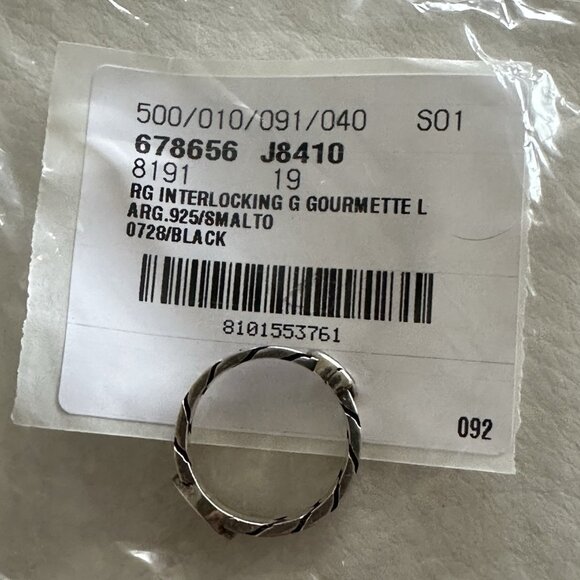 500/010/091/040 S01
678656 J8410
8191 19
RG INTERLOCKING G GOURMETTE L
ARG.925/SMALTO
0728/BLACK
8101553761
092